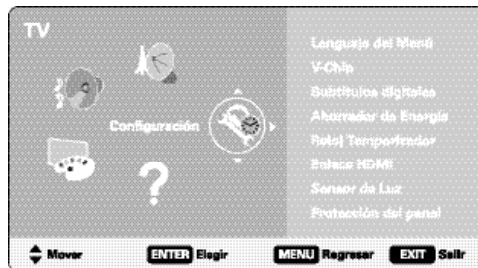 TV
Configuración
Lenguaje del Menú
V-Chip
Subtítulos digitales
Ahorrador de Energía
Reloj Temporizador
Enlace HDMI
Sensor de Luz
Protección del panel
Mover ENTER Elegir MENU Regresar EXIT Salir